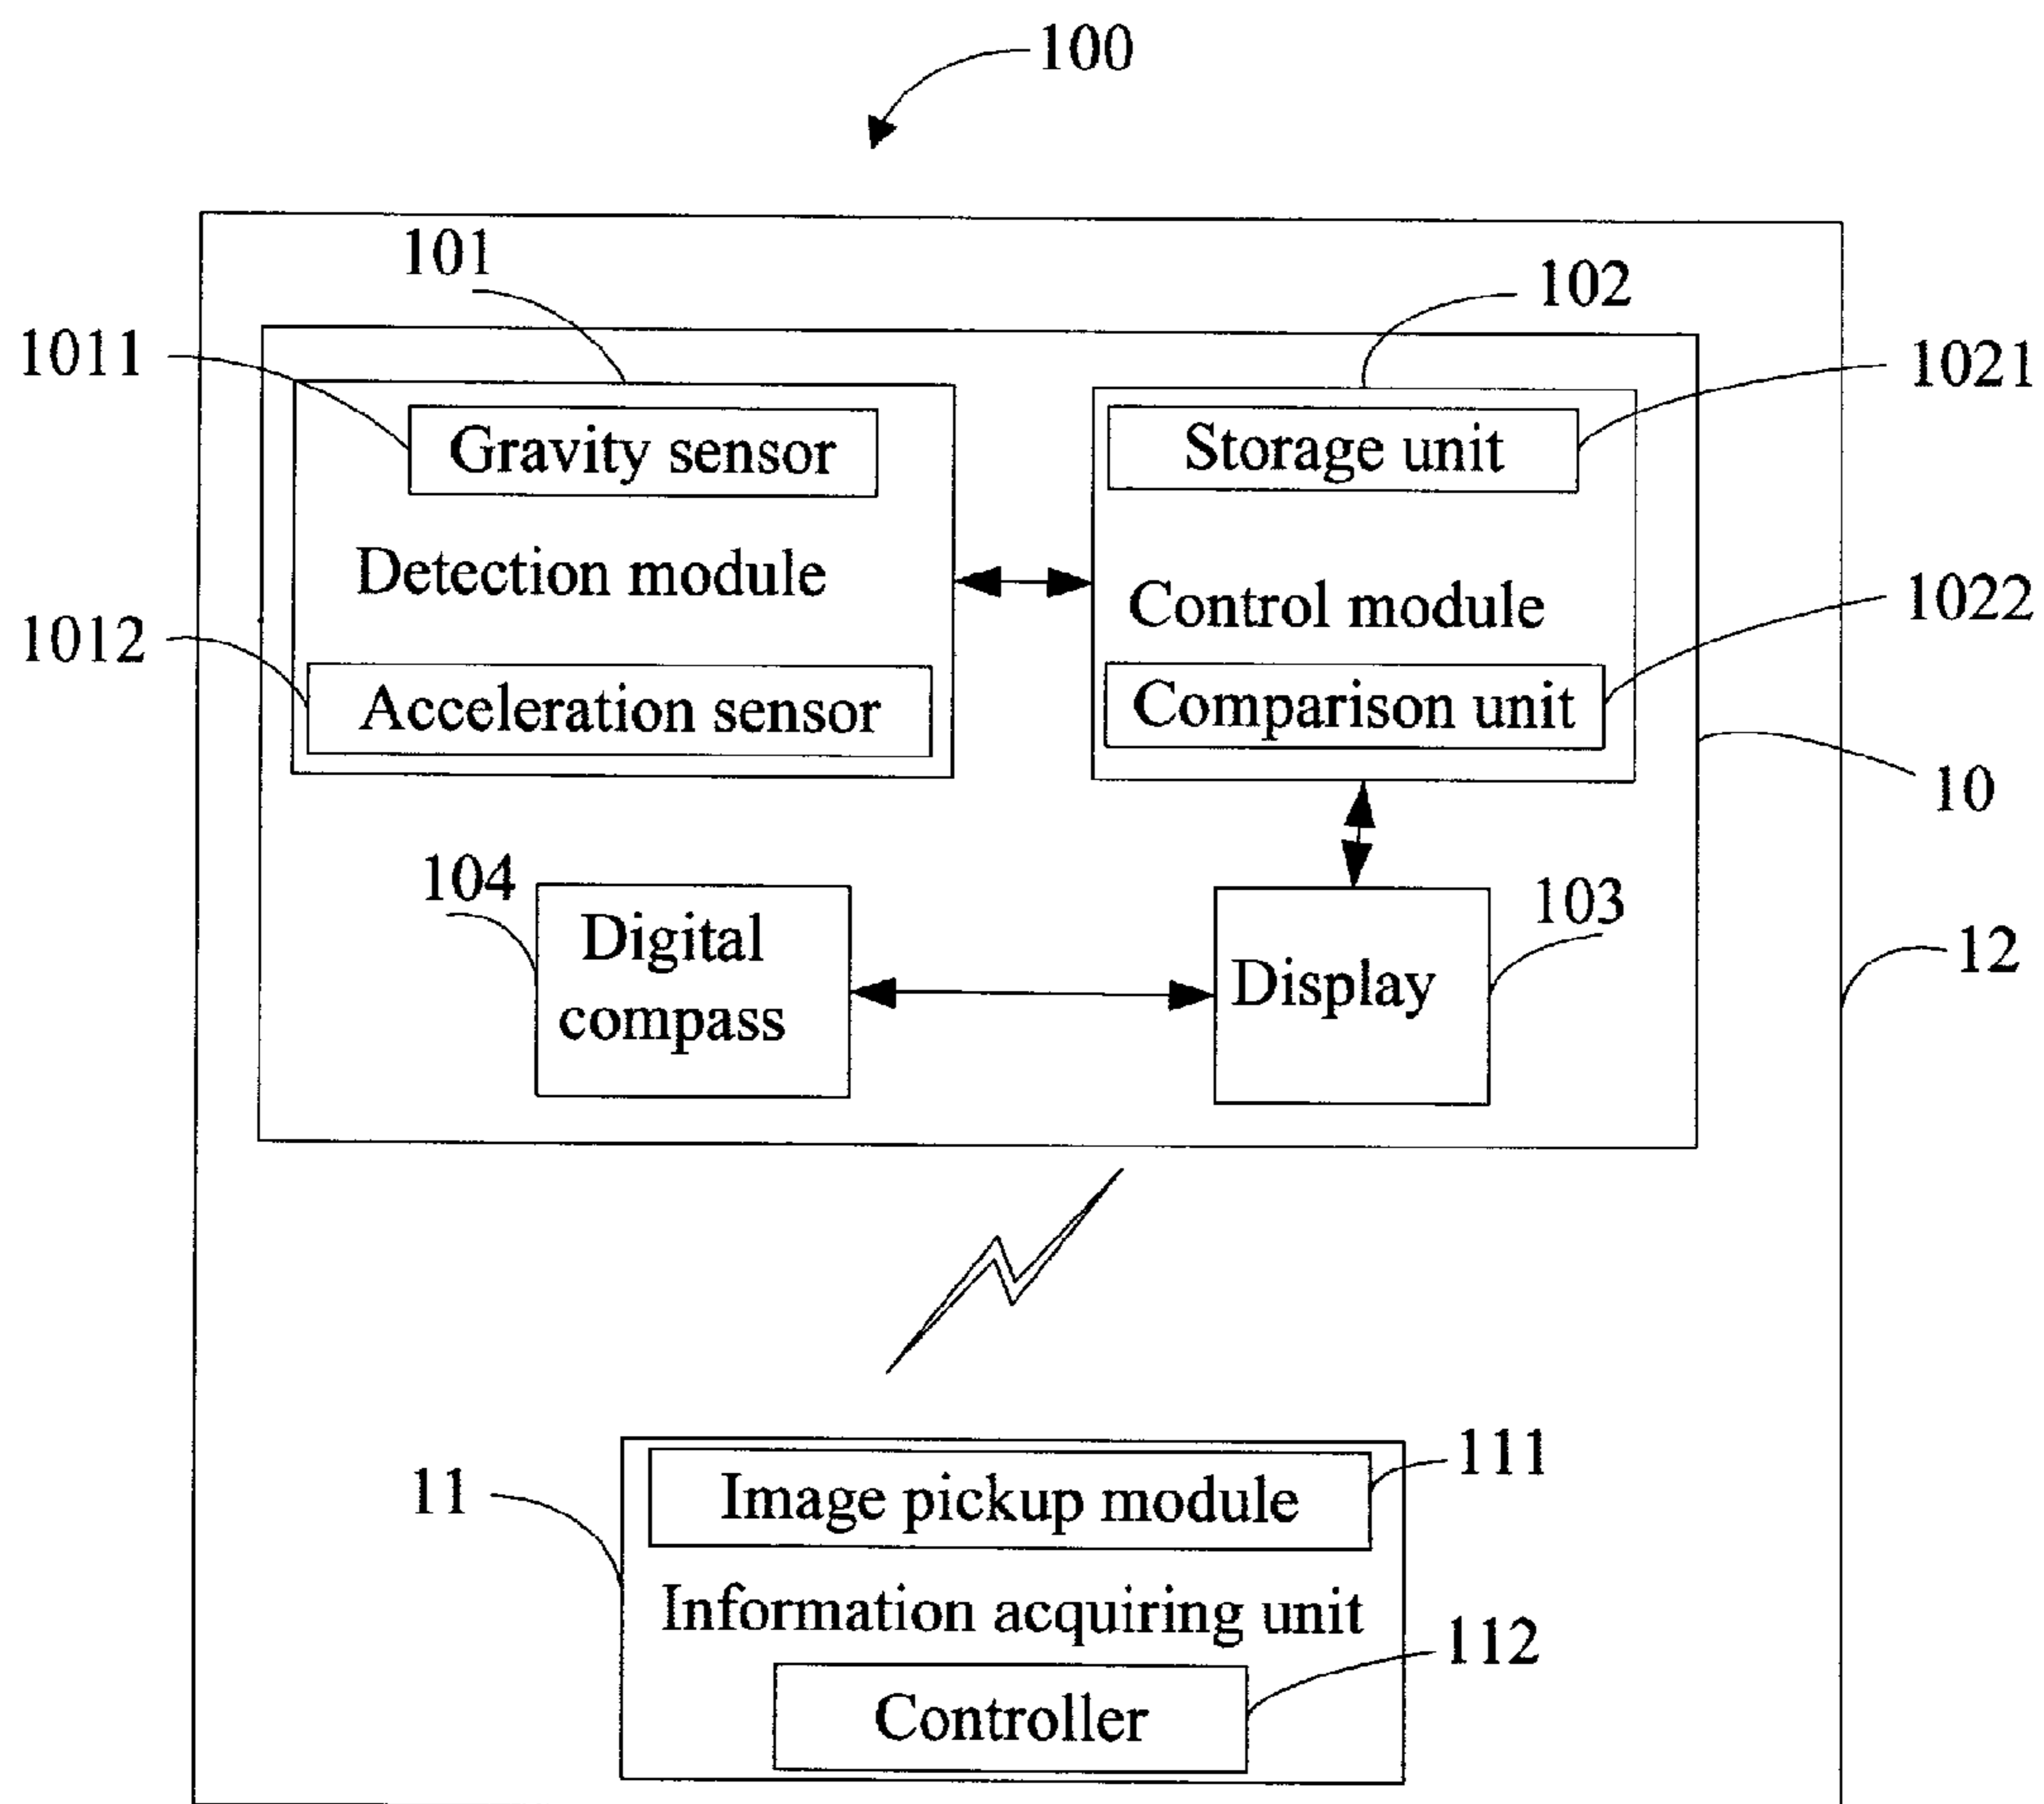 100
101
102
1011
1021
Gravity sensor
Storage unit
Detection module
Control module
1022
1012
Acceleration sensor
Comparison unit
10
104
103
Digital
compass
Display
12
111
11
Image pickup module
Information acquiring unit
112
Controller